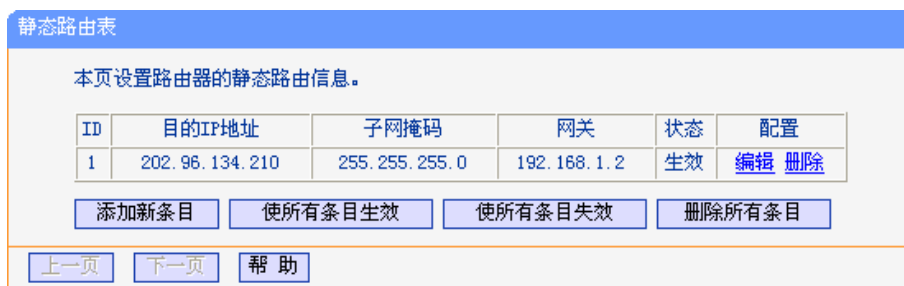 静态路由表
本页设置路由器的静态路由信息。
ID 目的IP地址 子网掩码 网关 状态 配置
1 202.96.134.210 255.255.255.0 192.168.1.2 生效 编辑 删除
添加新条目 使所有条目生效 使所有条目失效 删除所有条目
上一页 下一页 帮 助